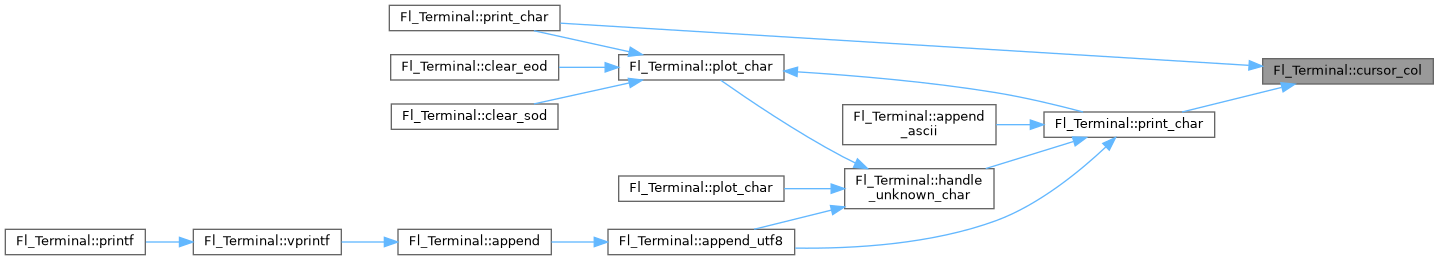 Fl_Terminal::print_char
Fl_Terminal::clear_eod
Fl_Terminal::plot_char
Fl_Terminal::cursor_col
Fl_Terminal::clear_sod
Fl_Terminal::append
_ascii
Fl_Terminal::print_char
Fl_Terminal::plot_char
Fl_Terminal::handle
_unknown_char
Fl_Terminal::printf
Fl_Terminal::vprintf
Fl_Terminal::append
Fl_Terminal::append_utf8